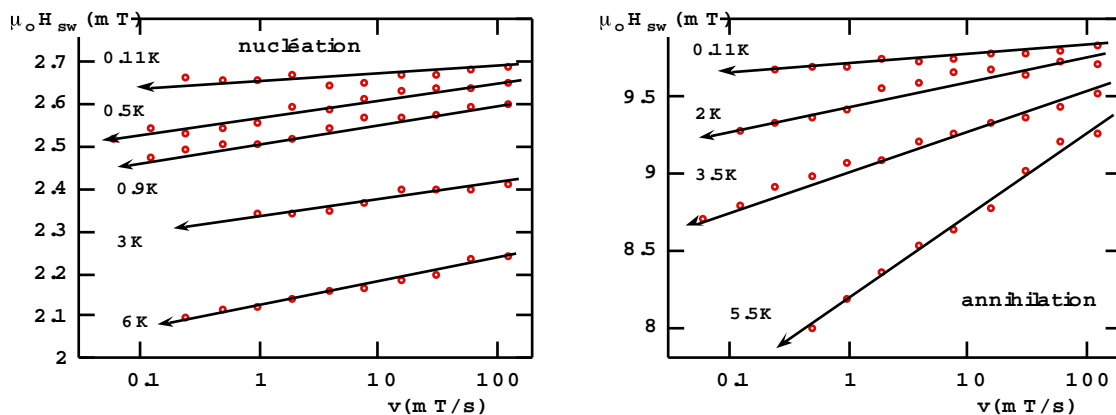 μoHsw(mT)
nucléation
0.11K
2.7
2.6
0.5K
2.5
0.9K
2.4
2.3
3K
2.2
2.1
6K
2
0.1 1 10 100
v(mT/s)
μoHsw(mT)
0.11K
9.5
2K
3.5K
9
8.5
annihilation
5.5K
8
0.1 1 10 100
v(mT/s)